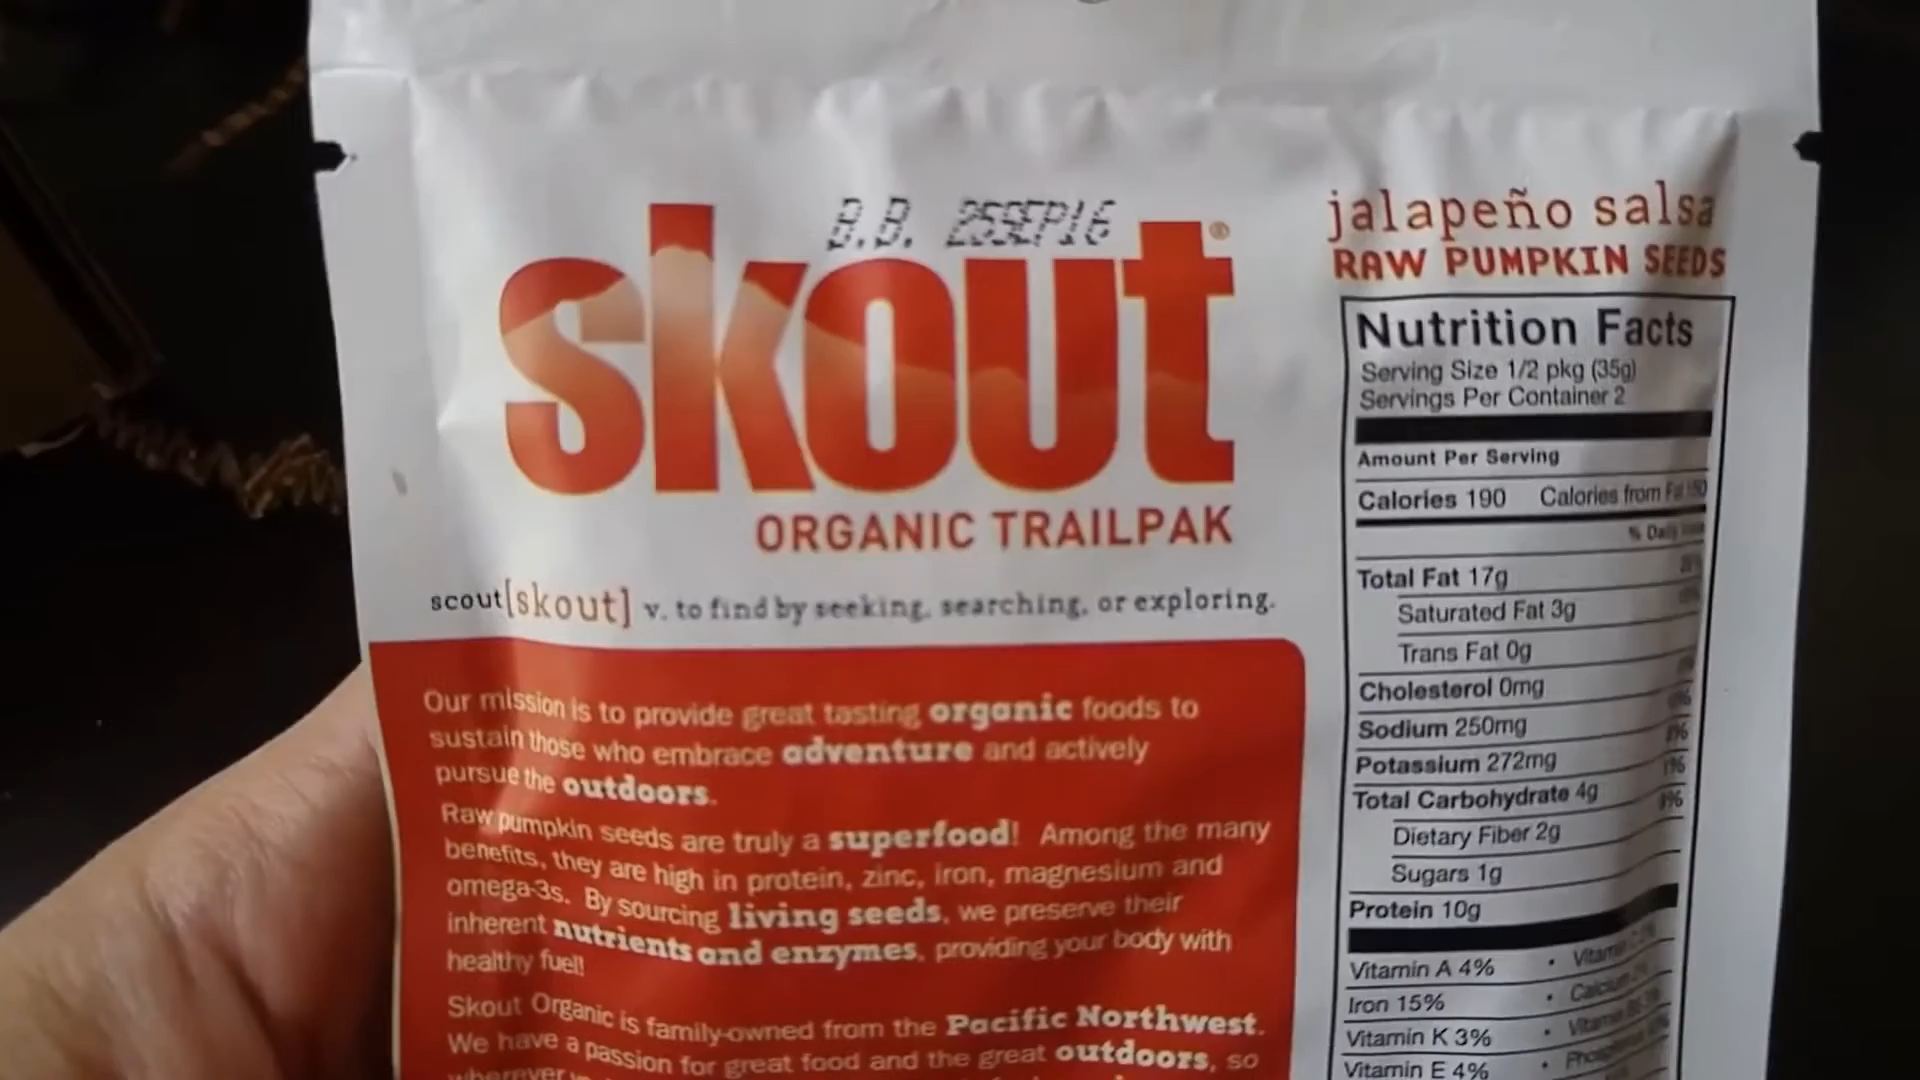 B.B. 25SEP16
skout®
ORGANIC TRAILPAK
scout[skout] v. to find by seeking, searching, or exploring.
Our mission is to provide great tasting organic foods to
sustain those who embrace adventure and actively
pursue the outdoors.
Raw pumpkin seeds are truly a superfood! Among the many
benefits, they are high in protein, zinc, iron, magnesium and
omega-3s. By sourcing living seeds, we preserve their
inherent nutrients and enzymes, providing your body with
healthy fuel!
Skout Organic is family-owned from the Pacific Northwest.
We have a passion for great food and the great outdoors, so
wherever
jalapeño salsa
RAW PUMPKIN SEEDS
Nutrition Facts
Serving Size 1/2 pkg (35g)
Servings Per Container 2
Amount Per Serving
Calories 190 Calories from
% Daily
Total Fat 17g
Saturated Fat 3g
Trans Fat 0g
Cholesterol 0mg
Sodium 250mg
Potassium 272mg
Total Carbohydrate 4g
Dietary Fiber 2g
Sugars 1g
Protein 10g
Vitamin A 4% •
Iron 15% • Calcium
Vitamin K 3% • Vitamin
Vitamin E 4% •